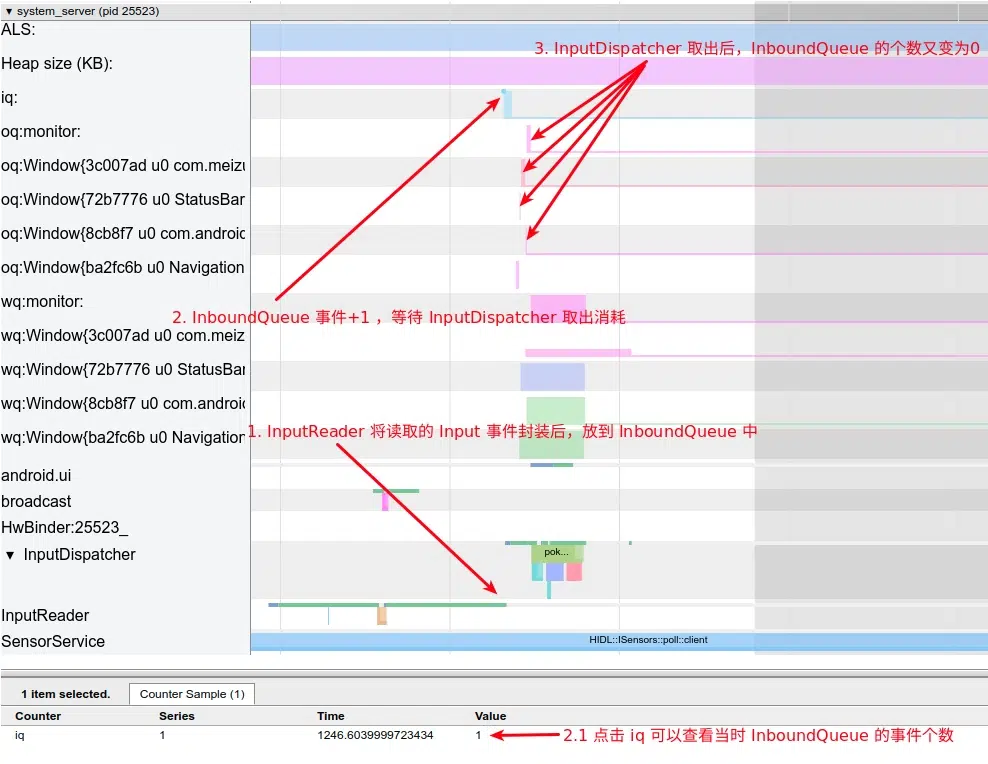 ▼ system_server (pid 25523)
ALS:
3. InputDispatcher 取出后，InboundQueue 的个数又变为0
Heap size (KB):
iq:
oq:monitor:
oq:Window{3c007ad u0 com.meizu
oq:Window{72b7776 u0 StatusBar
oq:Window{8cb8f7 u0 com.android
oq:Window{ba2fc6b u0 Navigation
wq:monitor:
2. InboundQueue 事件+1 ，等待 InputDispatcher 取出消耗
wq:Window{3c007ad u0 com.meiz
wq:Window{72b7776 u0 StatusBar
wq:Window{8cb8f7 u0 com.android
wq:Window{ba2fc6b u0 Navigation
1. InputReader 将读取的 Input 事件封装后，放到 InboundQueue 中
android.ui
broadcast
HwBinder:25523_
▼ InputDispatcher
pok...
InputReader
SensorService
HIDL::ISensors::poll::client
1 item selected. Counter Sample (1)
Counter Series Time Value
iq 1 1246.6039999723434 1
2.1 点击 iq 可以查看当时 InboundQueue 的事件个数